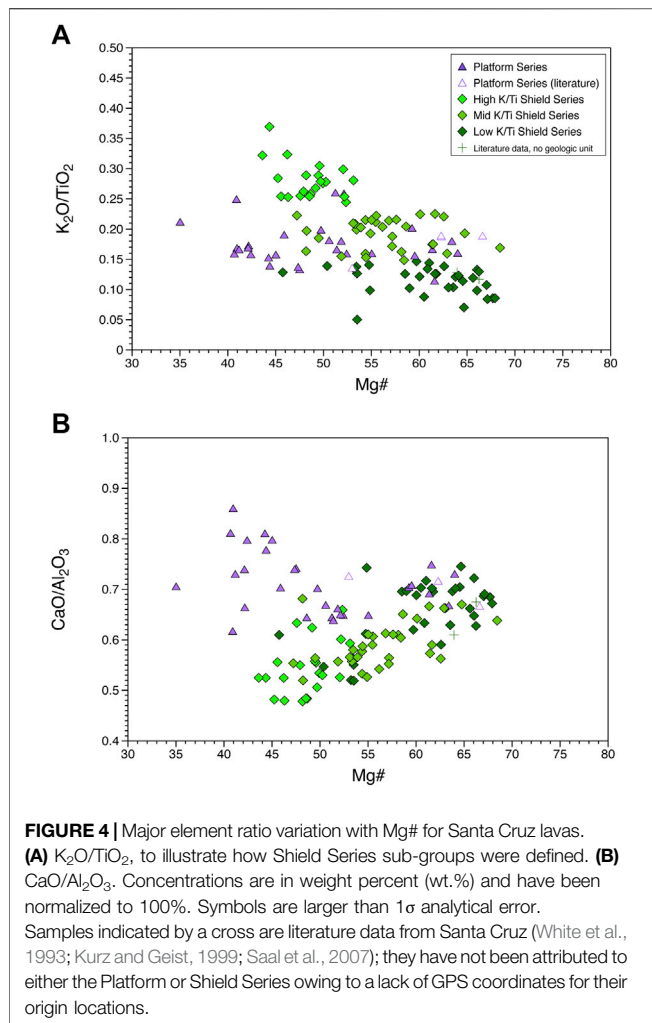 A
0.50
0.45
0.40
0.35
0.30
0.25
0.20
0.15
0.10
0.05
0
K₂O/TiO₂
Platform Series
Platform Series (literature)
High K/Ti Shield Series
Mid K/Ti Shield Series
Low K/Ti Shield Series
Literature data, no geologic unit
30 35 40 45 50 55 60 65 70 75 80
Mg#
B
1.0
0.9
0.8
0.7
0.6
0.5
0.4
CaO/Al₂O₃
30 35 40 45 50 55 60 65 70 75 80
Mg#
FIGURE 4 | Major element ratio variation with Mg# for Santa Cruz lavas.
(A) K₂O/TiO₂, to illustrate how Shield Series sub-groups were defined. (B)
CaO/Al₂O₃. Concentrations are in weight percent (wt.%) and have been
normalized to 100%. Symbols are larger than 1σ analytical error.
Samples indicated by a cross are literature data from Santa Cruz (White et al.,
1993; Kurz and Geist, 1999; Saal et al., 2007); they have not been attributed to
either the Platform or Shield Series owing to a lack of GPS coordinates for their
origin locations.